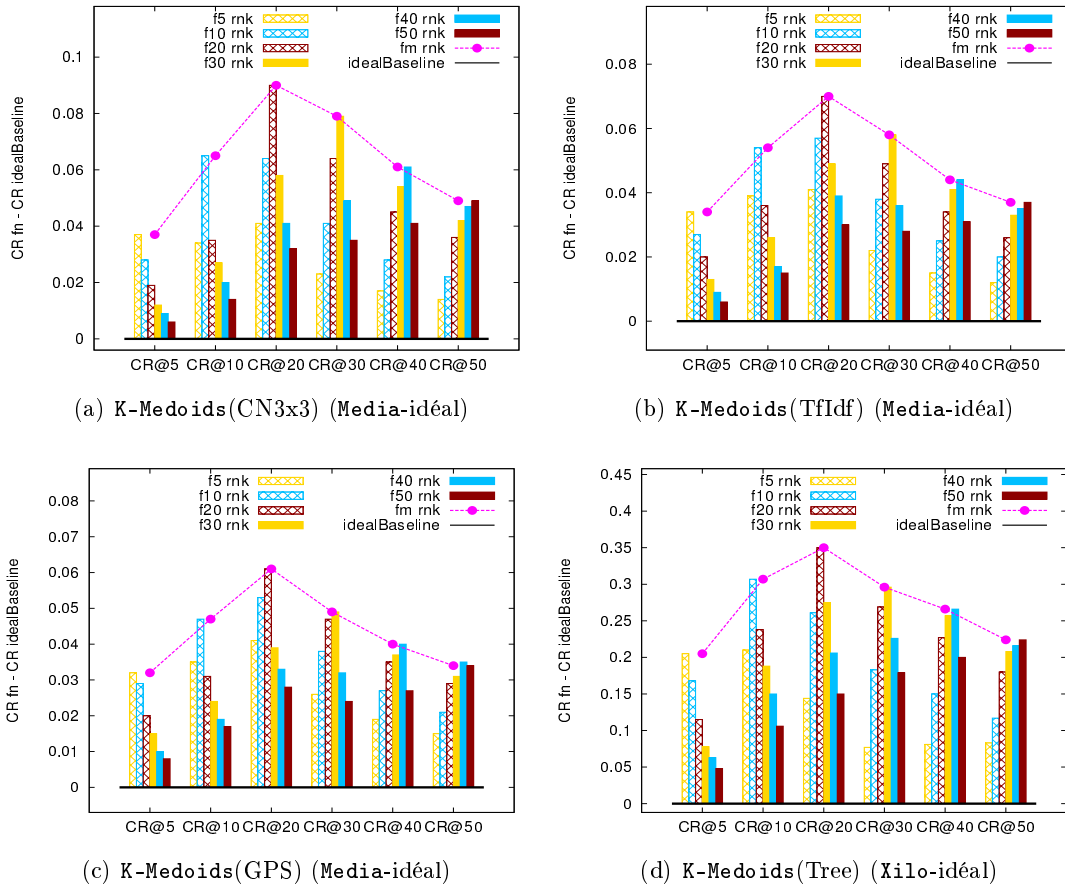 f5 rnk
f10 rnk
f20 rnk
f30 rnk
f40 rnk
f50 rnk
fm rnk
idealBaseline
CR fn - CR idealBaseline
0.1
0.08
0.06
0.04
0.02
0
CR@5 CR@10 CR@20 CR@30 CR@40 CR@50
(a) K-Medoids(CN3x3) (Media-idéal)
f5 rnk
f10 rnk
f20 rnk
f30 rnk
f40 rnk
f50 rnk
fm rnk
idealBaseline
CR fn - CR idealBaseline
0.08
0.06
0.04
0.02
0
CR@5 CR@10 CR@20 CR@30 CR@40 CR@50
(b) K-Medoids(TfIdf) (Media-idéal)
f5 rnk
f10 rnk
f20 rnk
f30 rnk
f40 rnk
f50 rnk
fm rnk
idealBaseline
CR fn - CR idealBaseline
0.08
0.07
0.06
0.05
0.04
0.03
0.02
0.01
0
CR@5 CR@10 CR@20 CR@30 CR@40 CR@50
(c) K-Medoids(GPS) (Media-idéal)
f5 rnk
f10 rnk
f20 rnk
f30 rnk
f40 rnk
f50 rnk
fm rnk
idealBaseline
CR fn - CR idealBaseline
0.45
0.4
0.35
0.3
0.25
0.2
0.15
0.1
0.05
0
CR@5 CR@10 CR@20 CR@30 CR@40 CR@50
(d) K-Medoids(Tree) (Xilo-idéal)